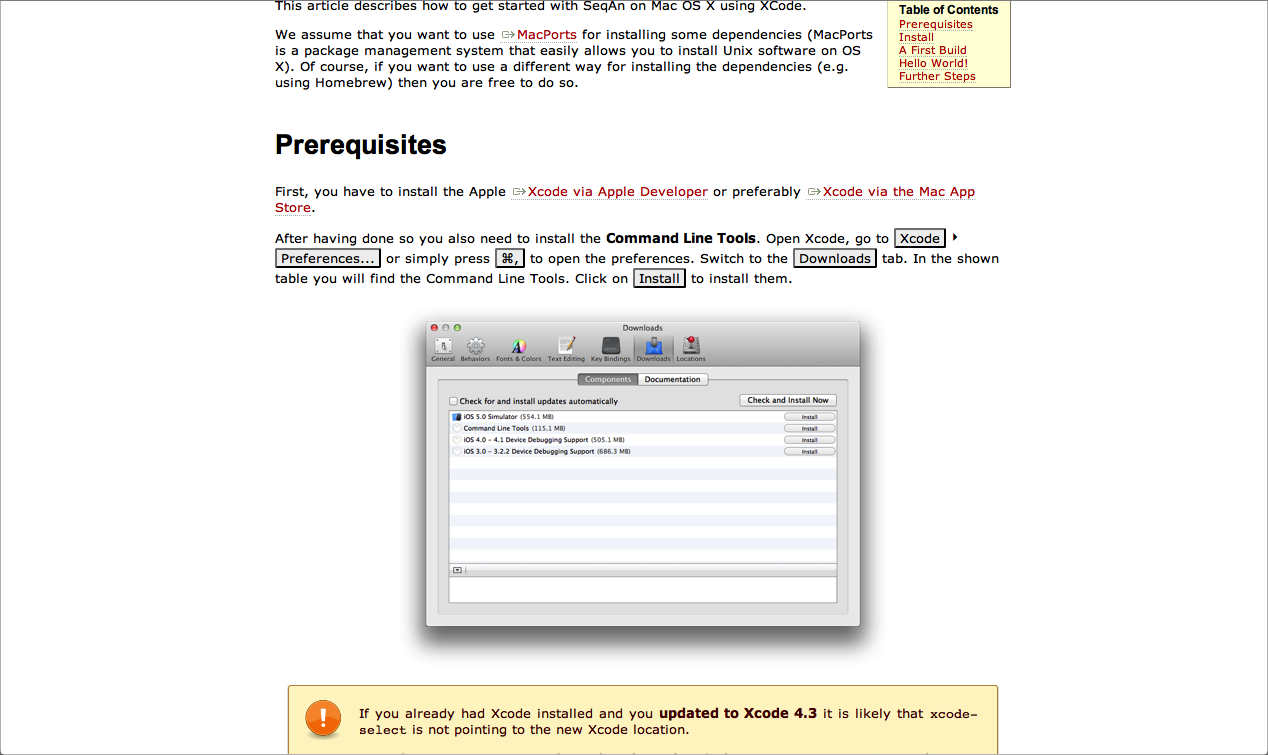 This article describes how to get started with SeqAn on Mac OS X using XCode.
We assume that you want to use MacPorts for installing some dependencies (MacPorts
is a package management system that easily allows you to install Unix software on OS
X). Of course, if you want to use a different way for installing the dependencies (e.g.
using Homebrew) then you are free to do so.
Table of Contents
Prerequisites
Install
A First Build
Hello World!
Further Steps
Prerequisites
First, you have to install the Apple Xcode via Apple Developer or preferably Xcode via the Mac App
Store.
After having done so you also need to install the Command Line Tools. Open Xcode, go to Xcode
Preferences... or simply press ⌘, to open the preferences. Switch to the Downloads tab. In the shown
table you will find the Command Line Tools. Click on Install to install them.
Downloads
General Behaviors Fonts & Colors Text Editing Key Bindings Downloads Locations
Components Documentation
Check for and install updates automatically Check and Install Now
iOS 5.0 Simulator (554.1 MB) Install
Command Line Tools (115.1 MB) Install
iOS 4.0 – 4.1 Device Debugging Support (505.1 MB) Install
iOS 3.0 – 3.2.2 Device Debugging Support (686.3 MB) Install
If you already had Xcode installed and you updated to Xcode 4.3 it is likely that xcode-
select is not pointing to the new Xcode location.